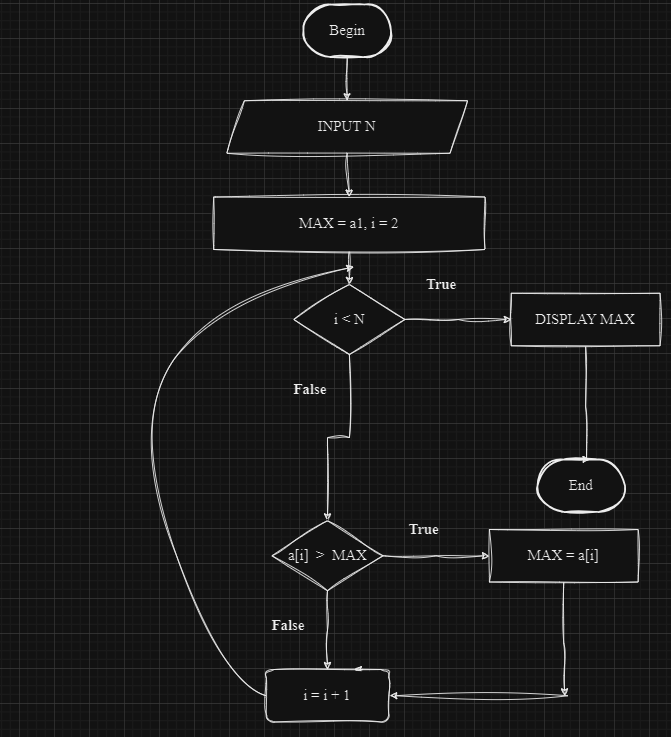 Begin
INPUT N
MAX = a1, i = 2
True
i < N
DISPLAY MAX
False
End
True
a[i] > MAX
MAX = a[i]
False
i = i + 1